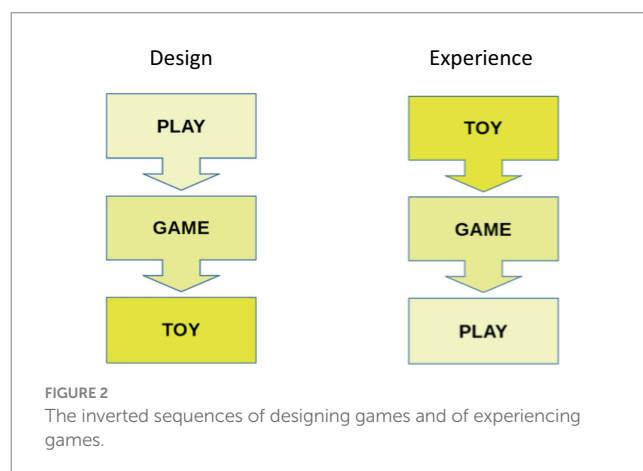 Design
PLAY
GAME
TOY
Experience
TOY
GAME
PLAY
FIGURE 2
The inverted sequences of designing games and of experiencing
games.